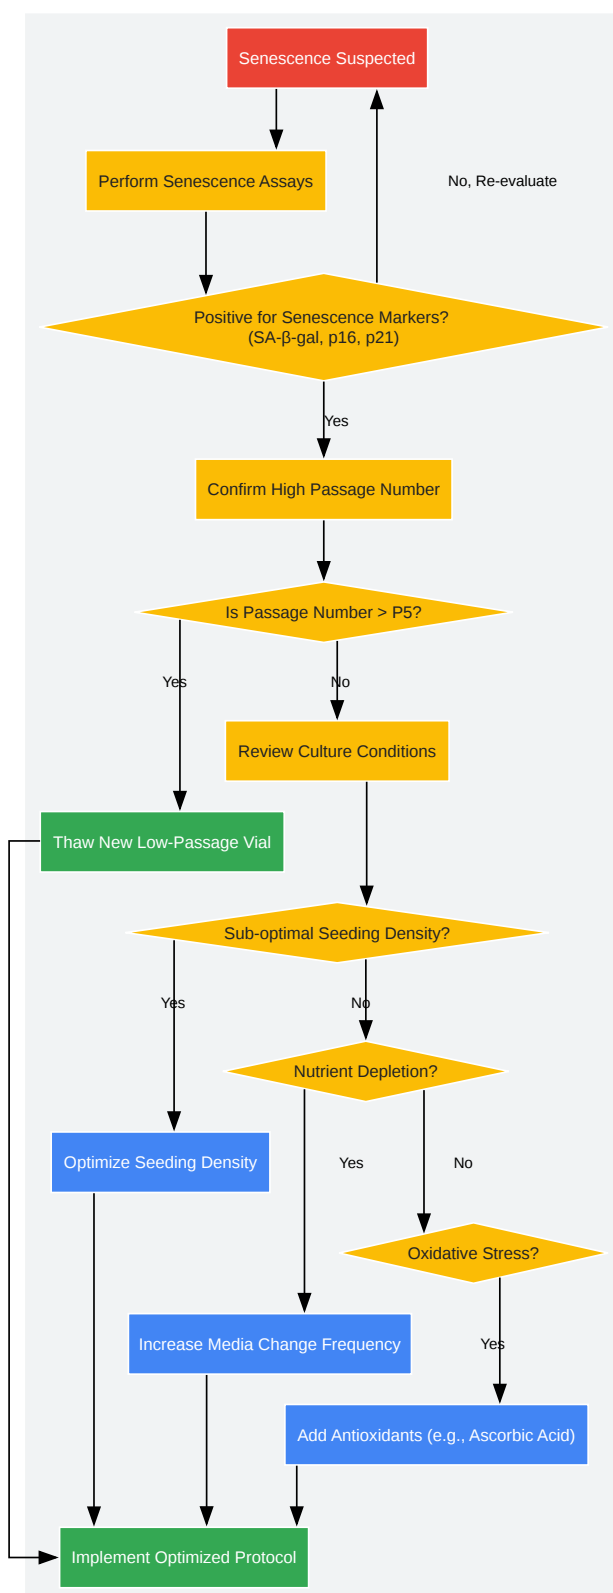 Senescence Suspected
Perform Senescence Assays
No, Re-evaluate
Positive for Senescence Markers?
(SA-β-gal, p16, p21)
Yes
Confirm High Passage Number
Is Passage Number > P5?
Yes
No
Review Culture Conditions
Thaw New Low-Passage Vial
Sub-optimal Seeding Density?
Yes
No
Nutrient Depletion?
Optimize Seeding Density
Yes
No
Oxidative Stress?
Increase Media Change Frequency
Yes
Add Antioxidants (e.g., Ascorbic Acid)
Implement Optimized Protocol